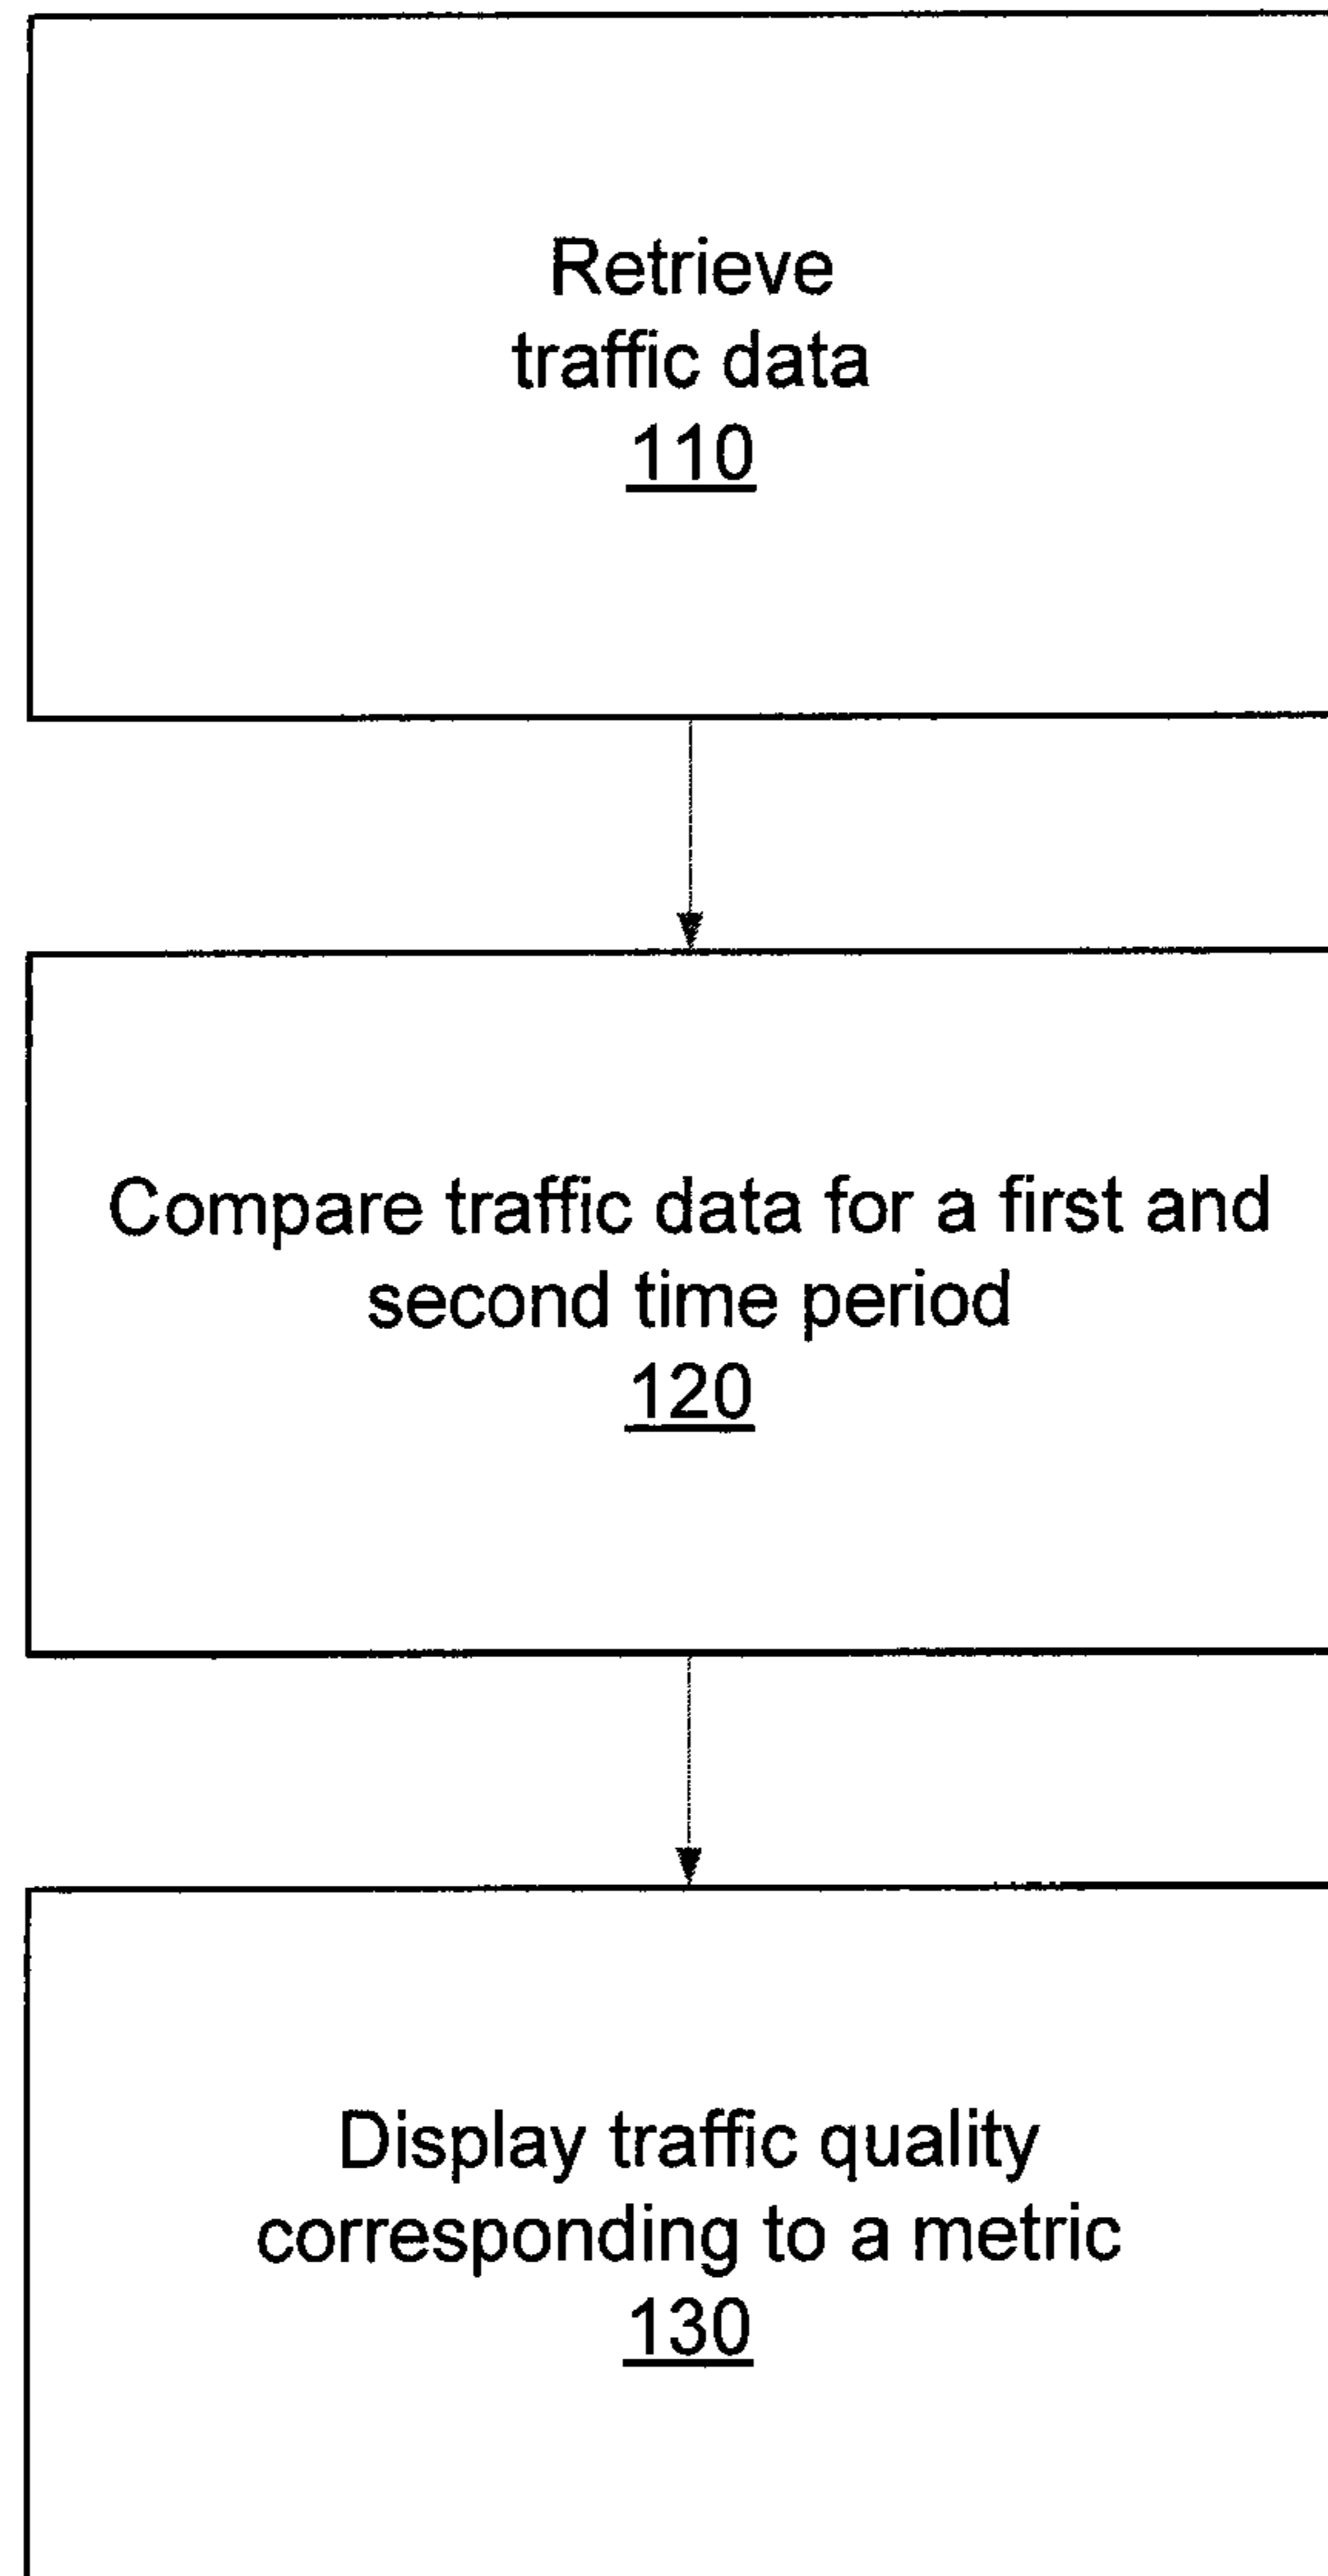 Retrieve
traffic data
110
Compare traffic data for a first and
second time period
120
Display traffic quality
corresponding to a metric
130